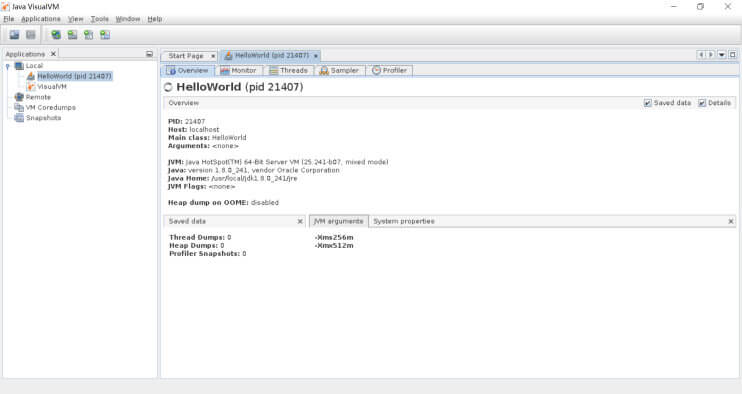 Java VisualVM
File Applications View Tools Window Help
Applications x
Start Page x HelloWorld (pid 21407) x
Local
HelloWorld (pid 21407)
VisualVM
Remote
VM Coredumps
Snapshots
Overview Monitor Threads Sampler Profiler
HelloWorld (pid 21407)
Overview Saved data Details
PID: 21407
Host: localhost
Main class: HelloWorld
Arguments: <none>
JVM: Java HotSpot(TM) 64-Bit Server VM (25.241-b07, mixed mode)
Java: version 1.8.0_241, vendor Oracle Corporation
Java Home: /usr/local/jdk1.8.0_241/jre
JVM Flags: <none>
Heap dump on OOME: disabled
Saved data x JVM arguments System properties x
Thread Dumps: 0
Heap Dumps: 0
Profiler Snapshots: 0
-Xms256m
-Xmx512m